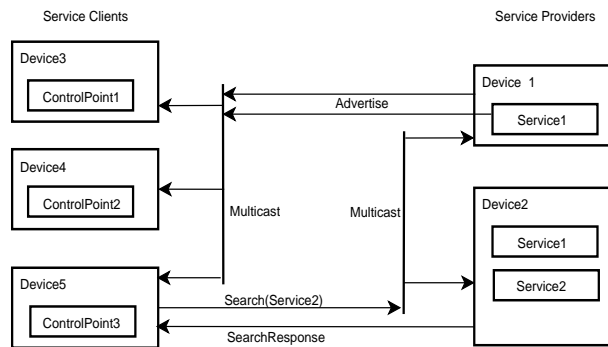 Service Clients
Service Providers
Device3
ControlPoint1
Device 1
Service1
Advertise
Device4
ControlPoint2
Multicast
Multicast
Device2
Service1
Service2
Device5
ControlPoint3
Search(Service2)
SearchResponse